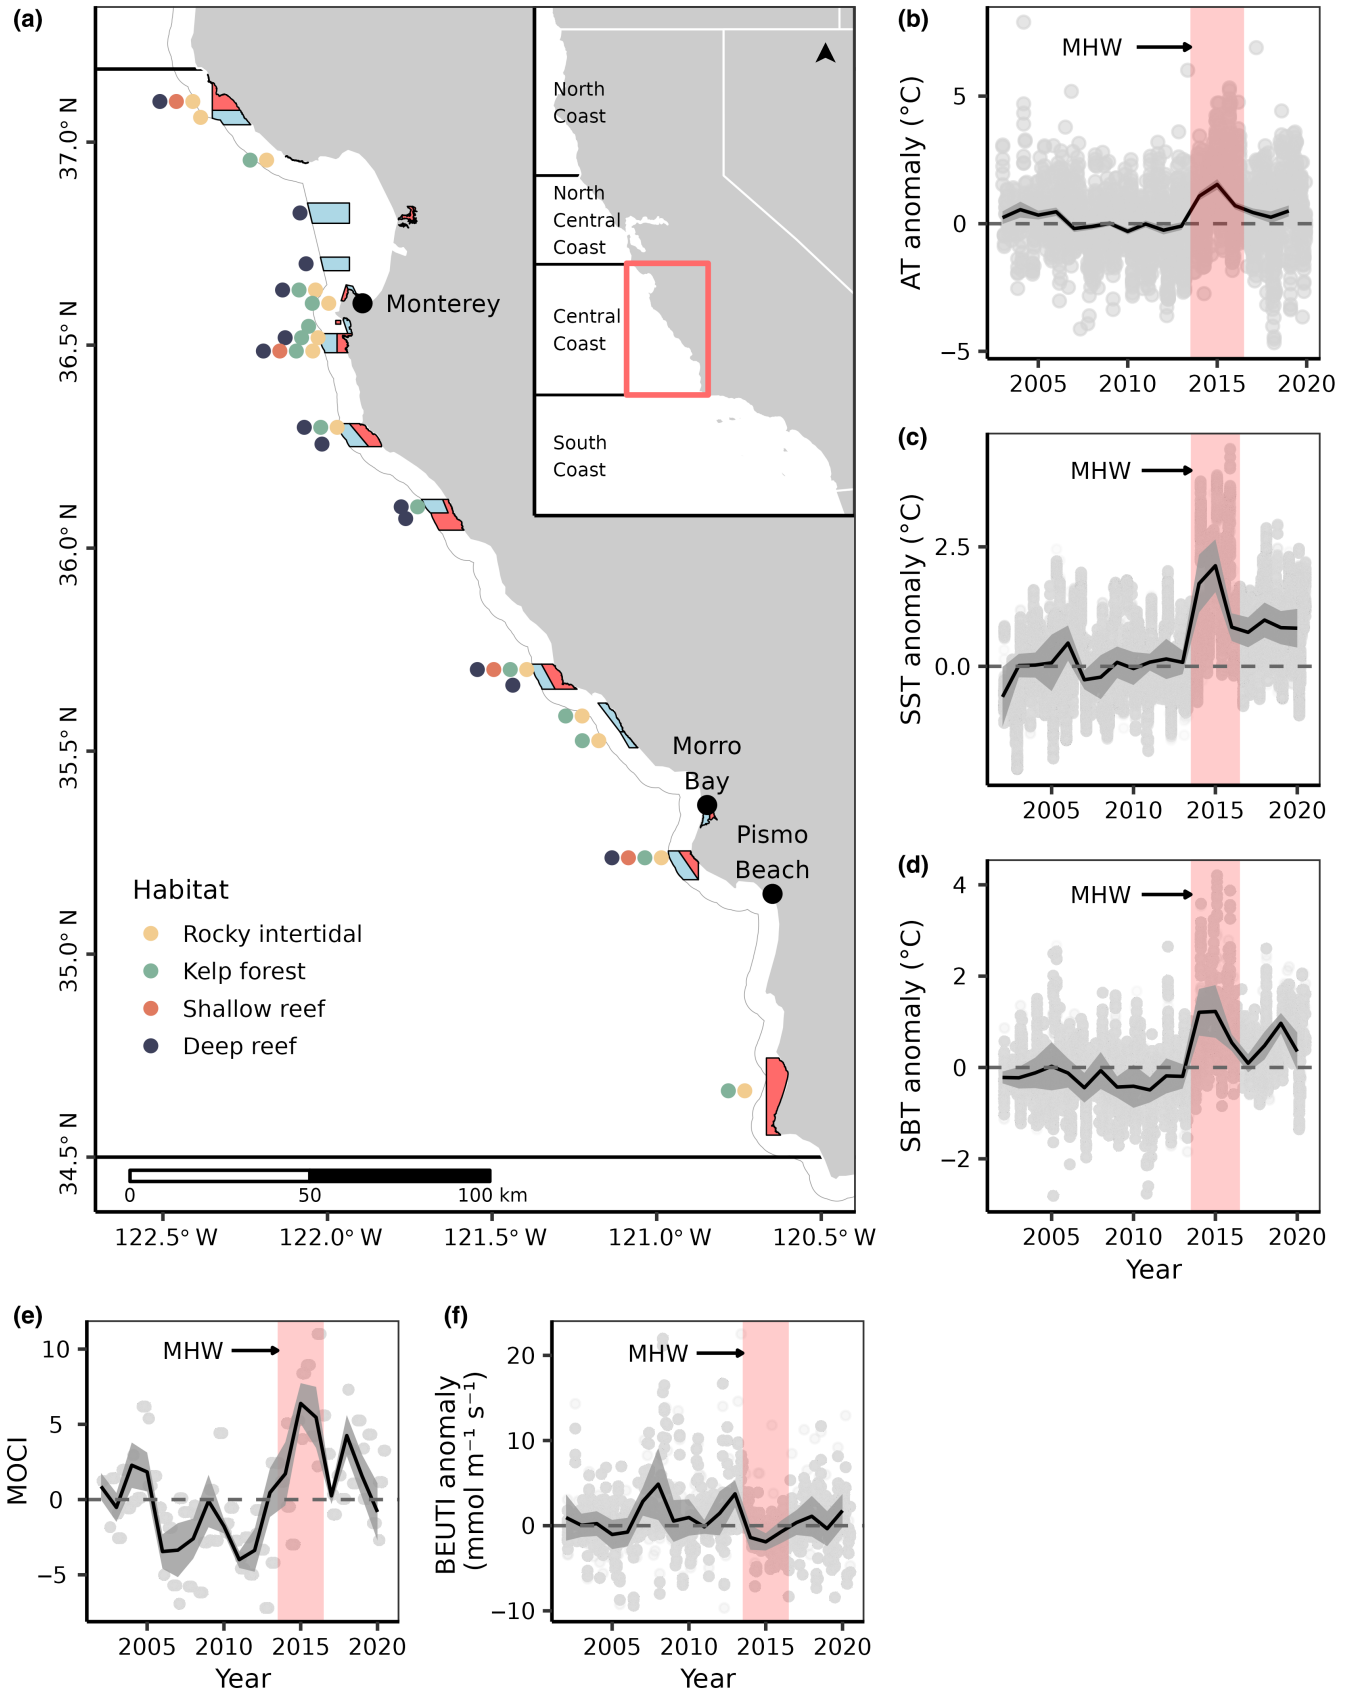 (a)
37.0° N
36.5° N
36.0° N
35.5° N
35.0° N
34.5° N
122.5° W
122.0° W
121.5° W
121.0° W
120.5° W
Monterey
Morro
Bay
Pismo
Beach
Habitat
Rocky intertidal
Kelp forest
Shallow reef
Deep reef
0
50
100 km
North
Coast
North
Central
Coast
Central
Coast
South
Coast
(b)
AT anomaly (°C)
MHW
5
0
−5
2005
2010
2015
2020
(c)
SST anomaly (°C)
MHW
2.5
0.0
2005
2010
2015
2020
(d)
SBT anomaly (°C)
MHW
4
2
0
−2
2005
2010
2015
2020
Year
(e)
MOCI
MHW
10
5
0
−5
2005
2010
2015
2020
Year
(f)
BEUTI anomaly
(mmol m⁻¹ s⁻¹)
MHW
20
10
0
−10
2005
2010
2015
2020
Year